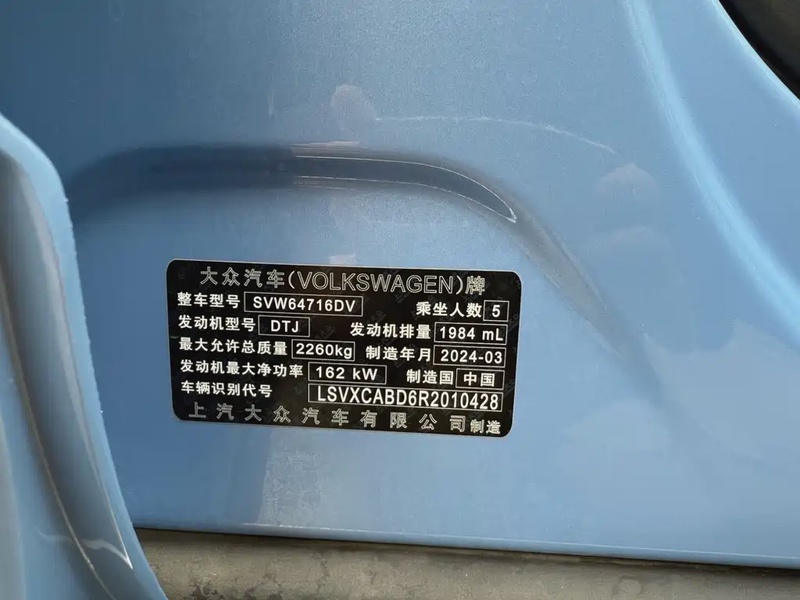 大众汽车(VOLKSWAGEN)牌
整车型号 SVW64716DV 乘坐人数 5
发动机型号 DTJ 发动机排量 1984 mL
最大允许总质量 2260kg 制造年月 2024-03
发动机最大净功率 162 kW 制造国 中国
车辆识别代号 LSVXCABD6R2010428
上汽大众汽车有限公司制造